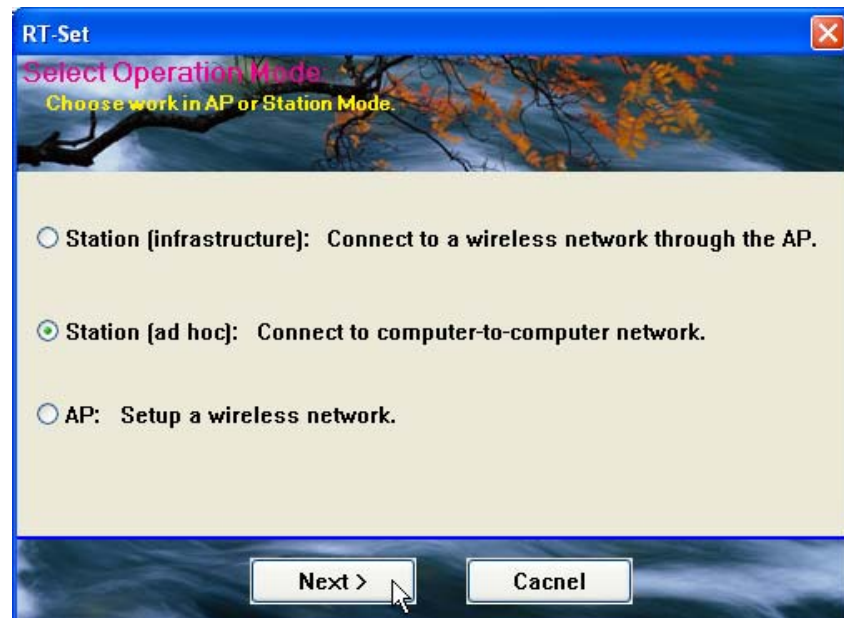 RT-Set
Select Operation Mode
Choose work in AP or Station Mode.
Station (infrastructure): Connect to a wireless network through the AP.
Station (ad hoc): Connect to computer-to-computer network.
AP: Setup a wireless network.
Next >
Cacnel